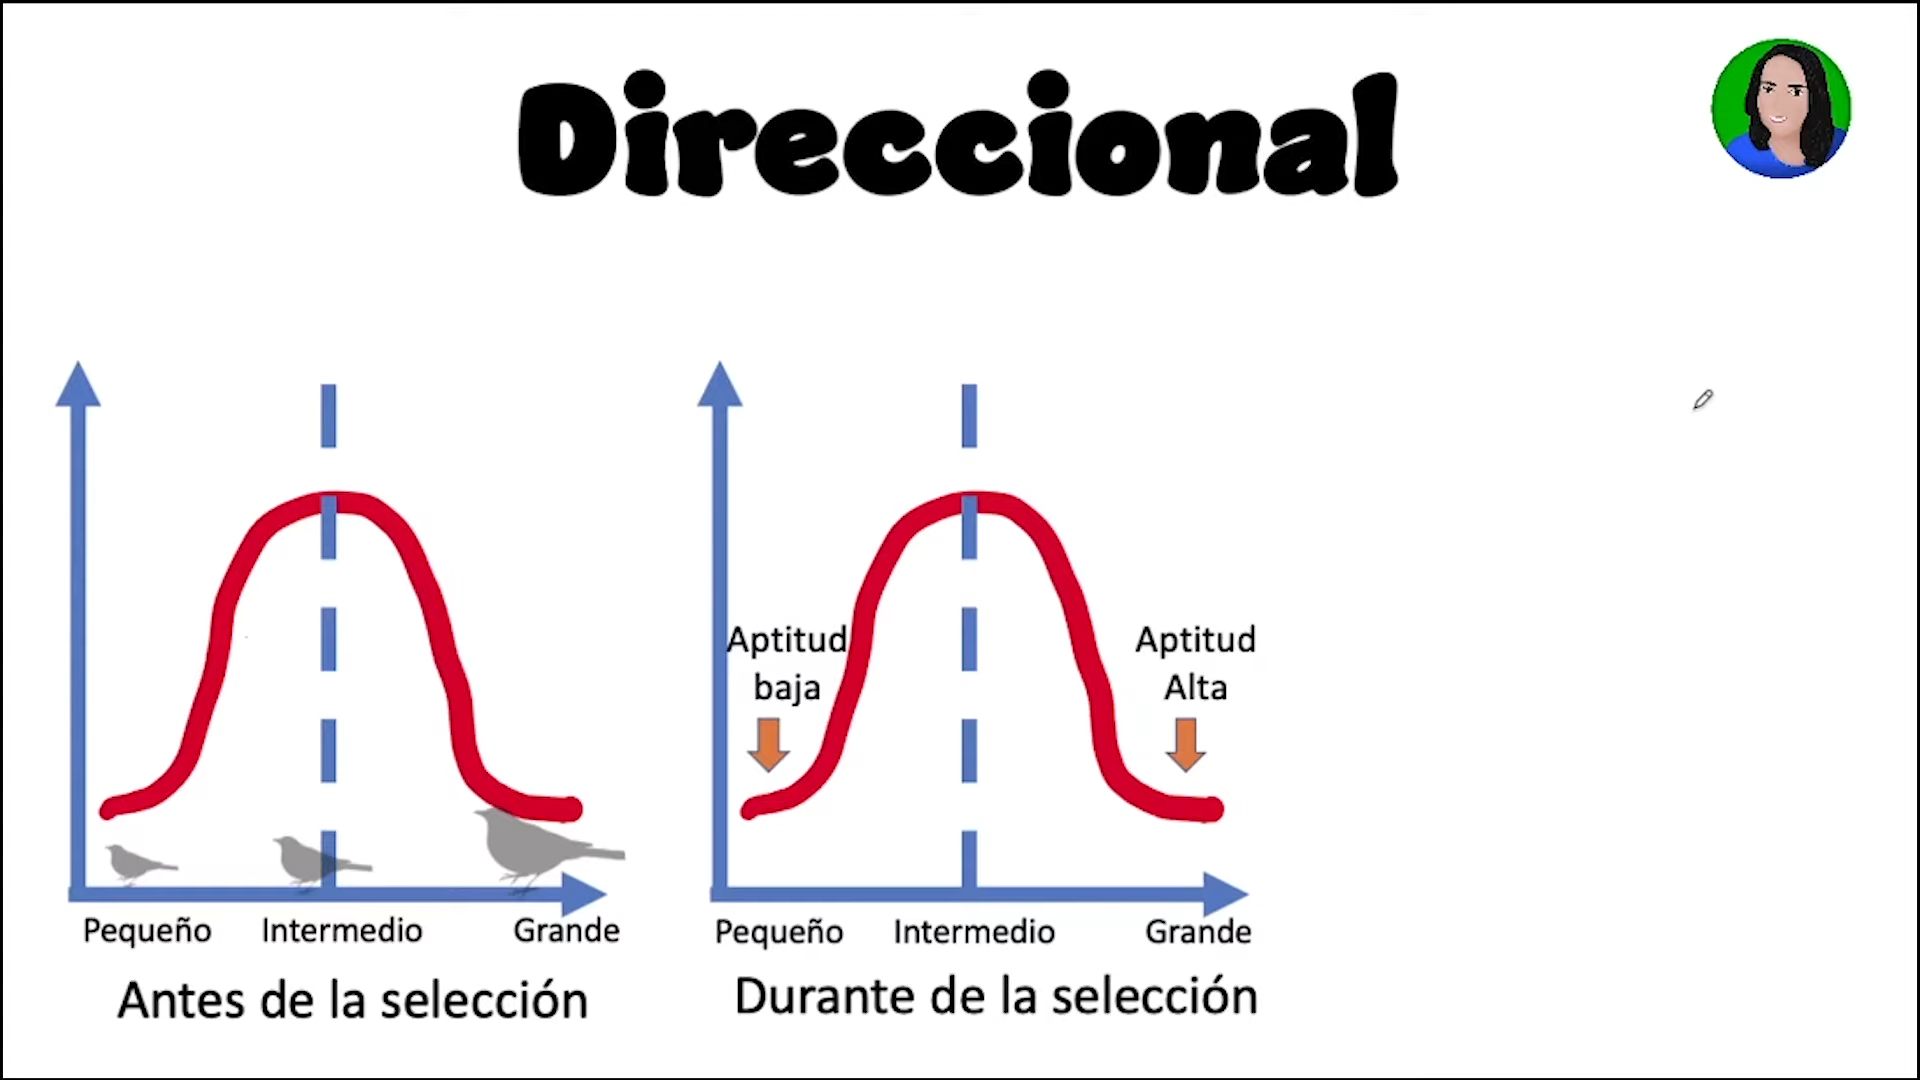 Direccional
Aptitud
baja
Aptitud
Alta
Pequeño Intermedio Grande
Antes de la selección
Pequeño Intermedio Grande
Durante de la selección